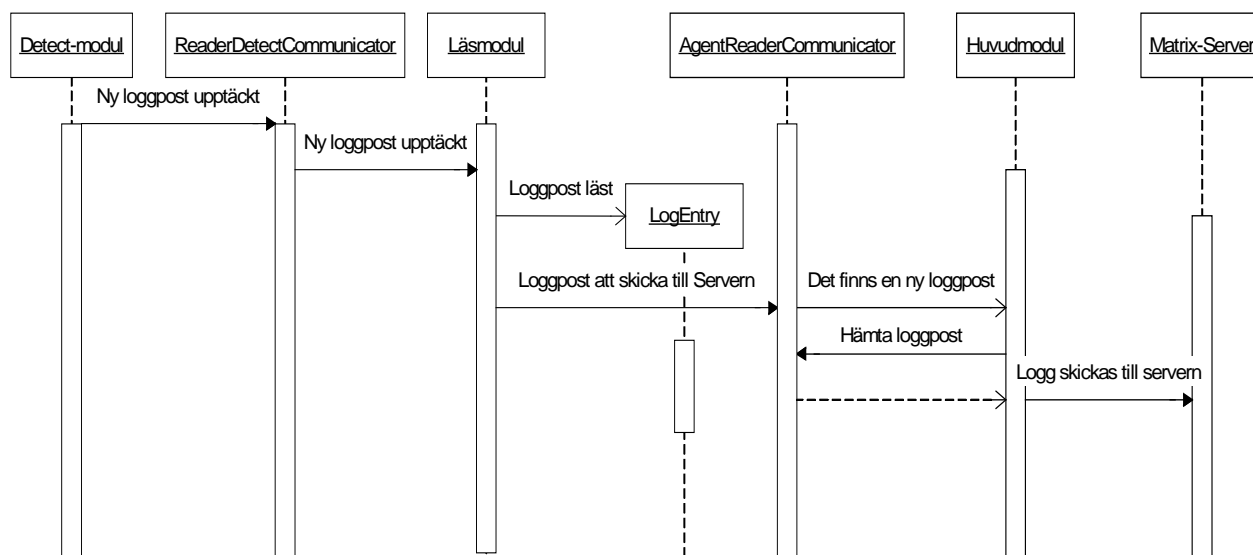 Detect-modul
ReaderDetectCommunicator
Läsmodul
AgentReaderCommunicator
Huvudmodul
Matrix-Server
Ny loggpost upptäckt
Ny loggpost upptäckt
Loggpost läst
LogEntry
Loggpost att skicka till Servern
Det finns en ny loggpost
Hämta loggpost
Logg skickas till servern